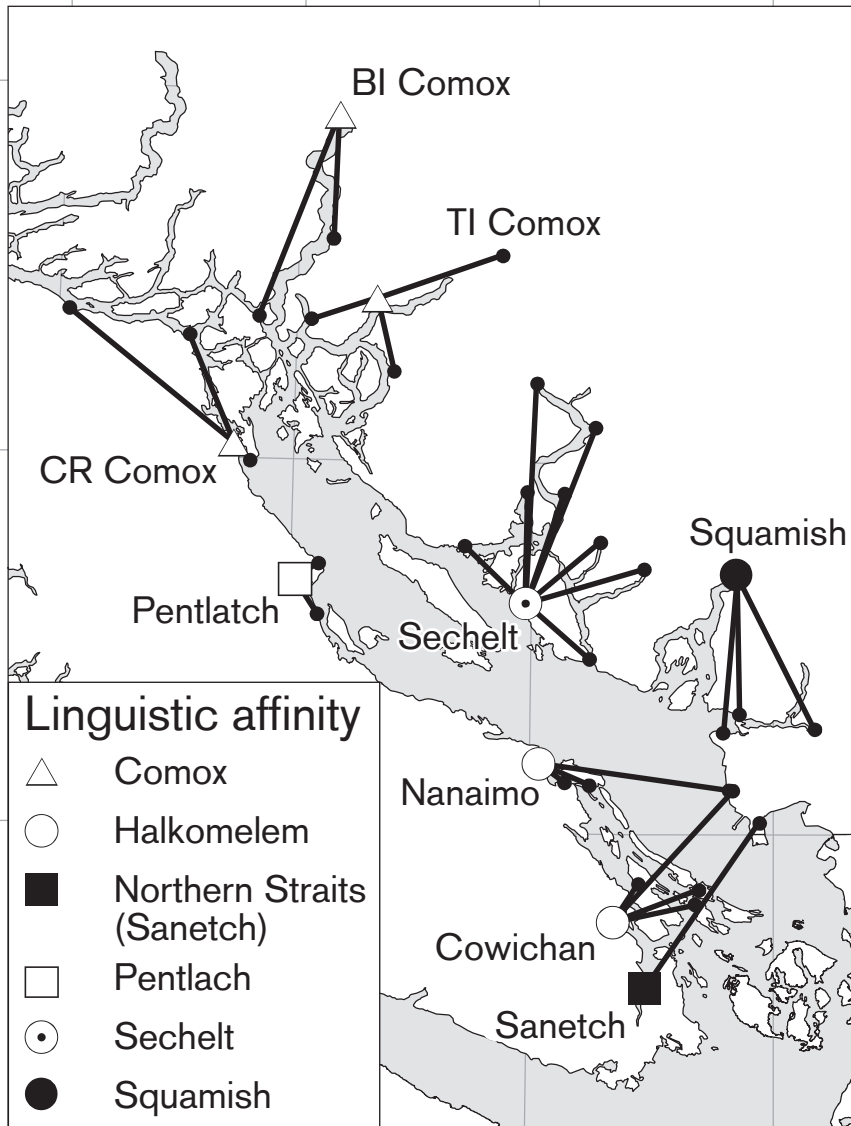 BI Comox
TI Comox
CR Comox
Squamish
Pentlatch
Sechelt
Linguistic affinity
Comox
Halkomelem
Northern Straits
(Sanetch)
Pentlach
Sechelt
Squamish
Nanaimo
Cowichan
Sanetch